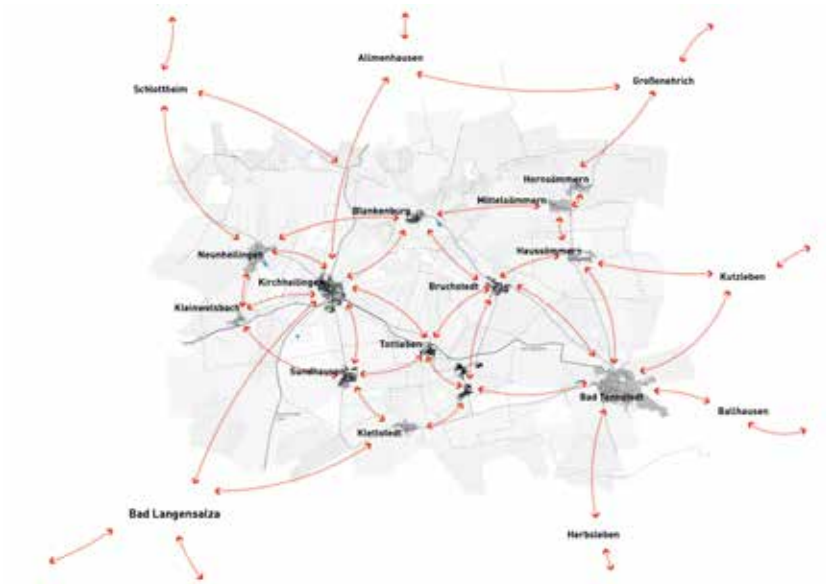 Allmenhausen
Schlotheim
Großenehrich
Hornsömmern
Mittelsömmern
Blankenburg
Neunheilingen
Haussömmern
Kutzleben
Kirchheilingen
Bruchstedt
Kleinwelsbach
Tottleben
Sundhausen
Bad Tennstedt
Ballhausen
Klettstedt
Bad Langensalza
Herbsleben